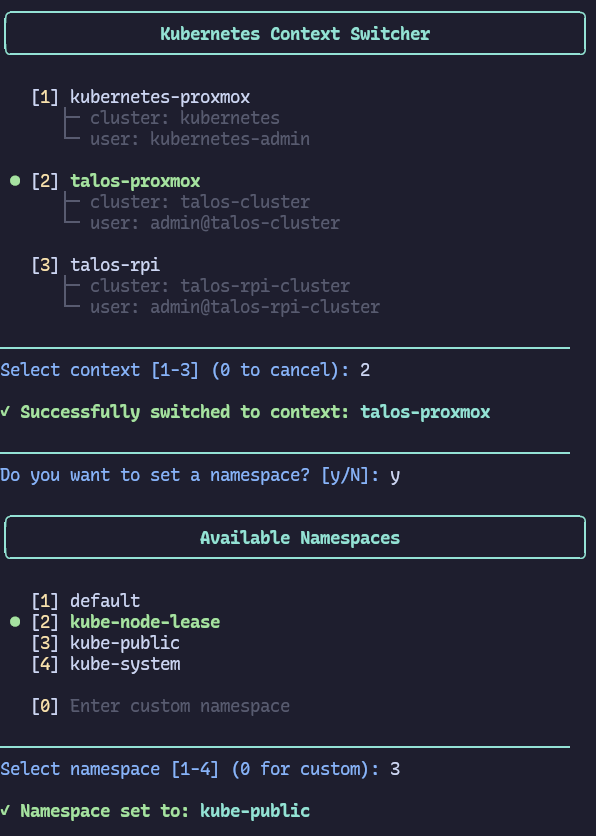 Kubernetes Context Switcher
[1] kubernetes-proxmox
├─ cluster: kubernetes
└─ user: kubernetes-admin
● [2] talos-proxmox
├─ cluster: talos-cluster
└─ user: admin@talos-cluster
[3] talos-rpi
├─ cluster: talos-rpi-cluster
└─ user: admin@talos-rpi-cluster
Select context [1-3] (0 to cancel): 2
✓ Successfully switched to context: talos-proxmox
Do you want to set a namespace? [y/N]: y
Available Namespaces
[1] default
● [2] kube-node-lease
[3] kube-public
[4] kube-system
[0] Enter custom namespace
Select namespace [1-4] (0 for custom): 3
✓ Namespace set to: kube-public